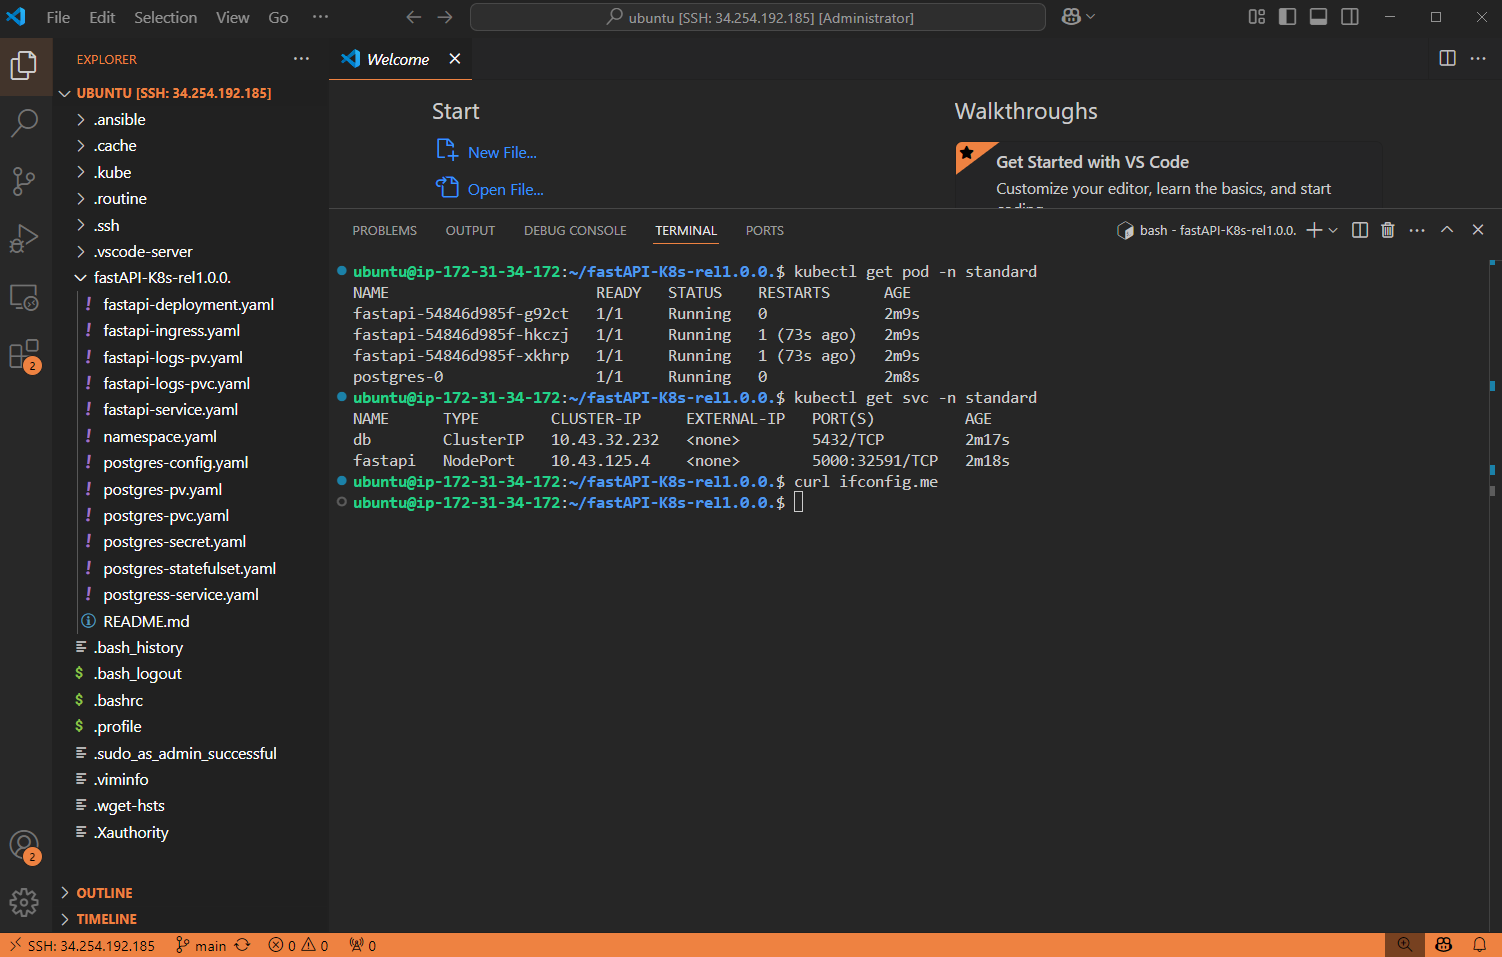 File Edit Selection View Go ···
ubuntu [SSH: 34.254.192.185] [Administrator]
EXPLORER
UBUNTU [SSH: 34.254.192.185]
.ansible
.cache
.kube
.routine
.ssh
.vscode-server
fastAPI-K8s-rel1.0.0.
fastapi-deployment.yaml
fastapi-ingress.yaml
fastapi-logs-pv.yaml
fastapi-logs-pvc.yaml
fastapi-service.yaml
namespace.yaml
postgres-config.yaml
postgres-pv.yaml
postgres-pvc.yaml
postgres-secret.yaml
postgres-statefulset.yaml
postgress-service.yaml
README.md
.bash_history
.bash_logout
.bashrc
.profile
.sudo_as_admin_successful
.viminfo
.wget-hsts
.Xauthority
OUTLINE
TIMELINE
2
2
Welcome
Start
New File...
Open File...
Walkthroughs
Get Started with VS Code
Customize your editor, learn the basics, and start
coding
PROBLEMS OUTPUT DEBUG CONSOLE TERMINAL PORTS
bash - fastAPI-K8s-rel1.0.0.
ubuntu@ip-172-31-34-172:~/fastAPI-K8s-rel1.0.0.$ kubectl get pod -n standard
NAME READY STATUS RESTARTS AGE
fastapi-54846d985f-g92ct 1/1 Running 0 2m9s
fastapi-54846d985f-hkczj 1/1 Running 1 (73s ago) 2m9s
fastapi-54846d985f-xkhrp 1/1 Running 1 (73s ago) 2m9s
postgres-0 1/1 Running 0 2m8s
ubuntu@ip-172-31-34-172:~/fastAPI-K8s-rel1.0.0.$ kubectl get svc -n standard
NAME TYPE CLUSTER-IP EXTERNAL-IP PORT(S) AGE
db ClusterIP 10.43.32.232 <none> 5432/TCP 2m17s
fastapi NodePort 10.43.125.4 <none> 5000:32591/TCP 2m18s
ubuntu@ip-172-31-34-172:~/fastAPI-K8s-rel1.0.0.$ curl ifconfig.me
ubuntu@ip-172-31-34-172:~/fastAPI-K8s-rel1.0.0.$
SSH: 34.254.192.185 main 0 0 0